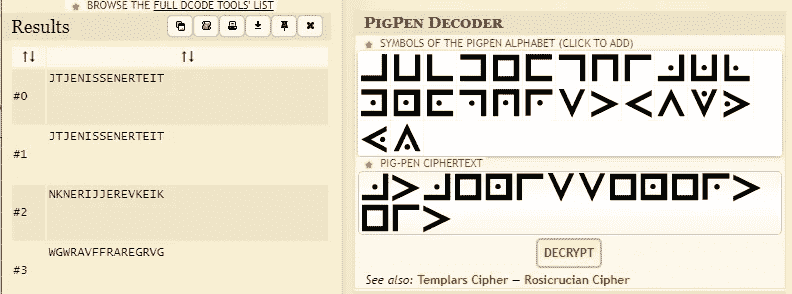 BROWSE THE FULL DCODE TOOLS' LIST
Results
#0 JTJENISSENERTEIT
#1 JTJENISSENERTEIT
#2 NKNERIJJEREVKEIK
#3 WGWRAVFFRAREGRVG
PIGPEN DECODER
SYMBOLS OF THE PIGPEN ALPHABET (CLICK TO ADD)
PIG-PEN CIPHERTEXT
DECRYPT
See also: Templars Cipher — Rosicrucian Cipher